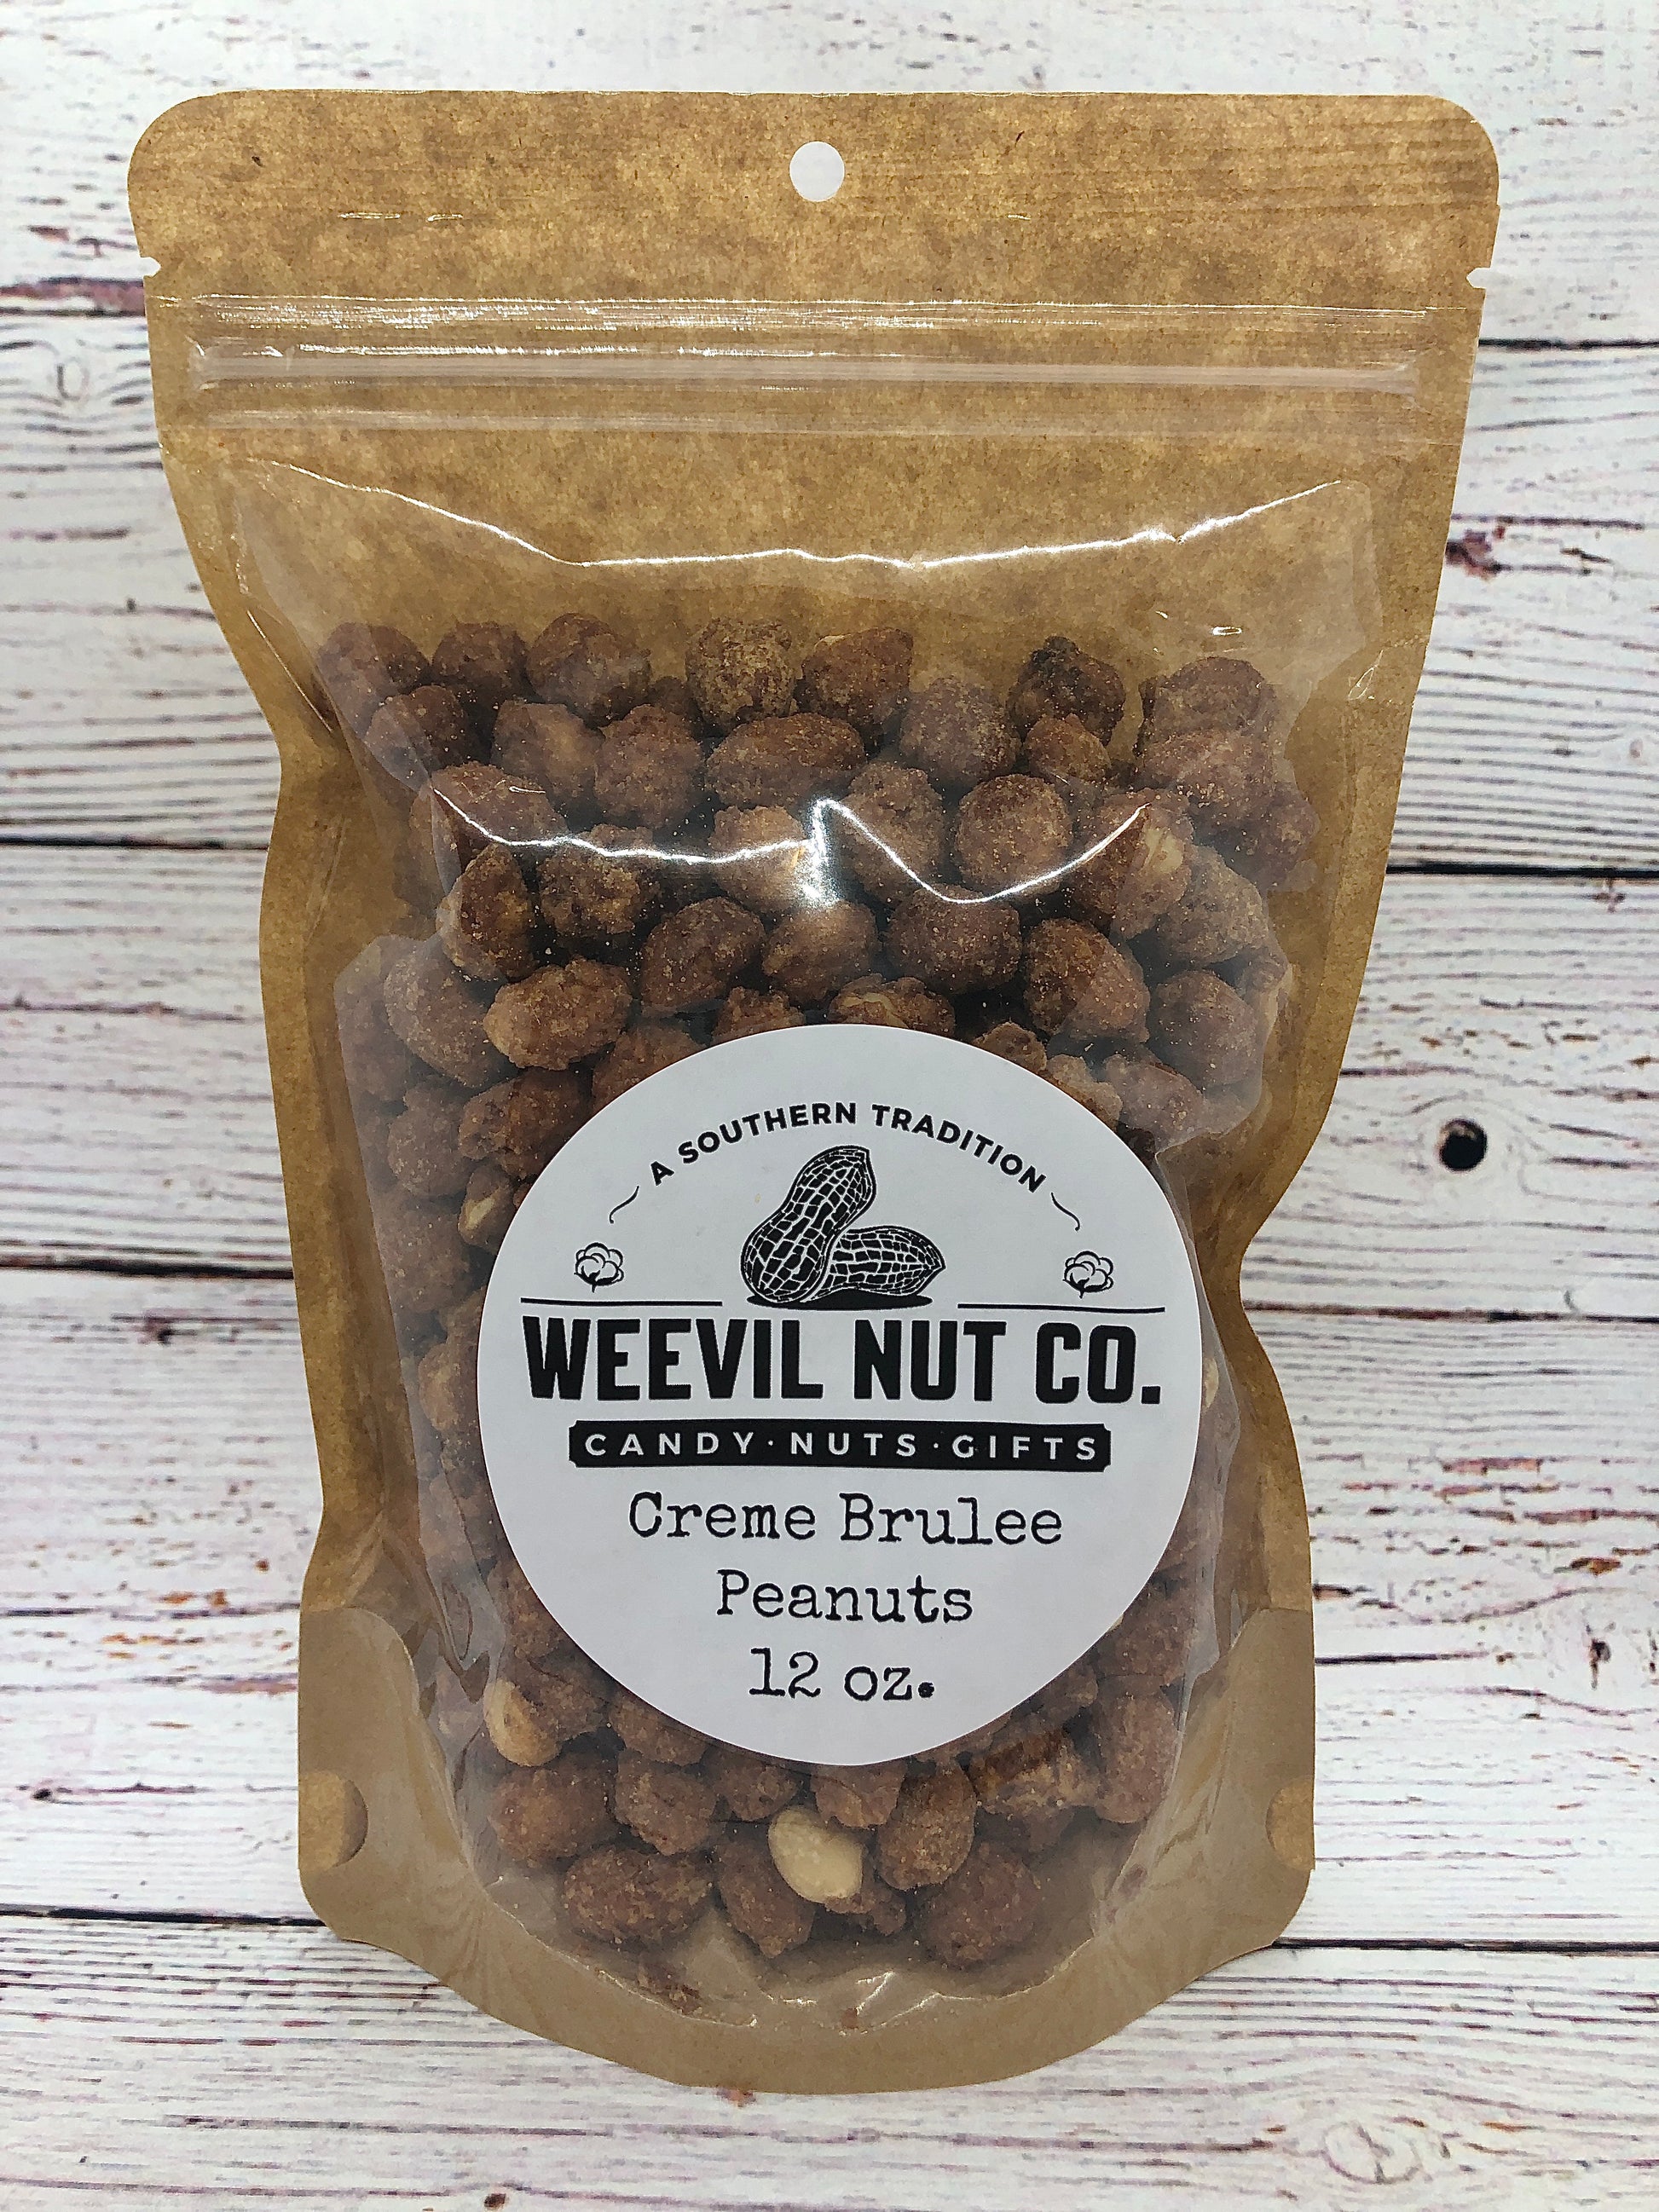 A SOUTHERN TRADITION
WEEVIL NUT CO.
CANDY·NUTS·GIFTS
Creme Brulee
Peanuts
12 oz.